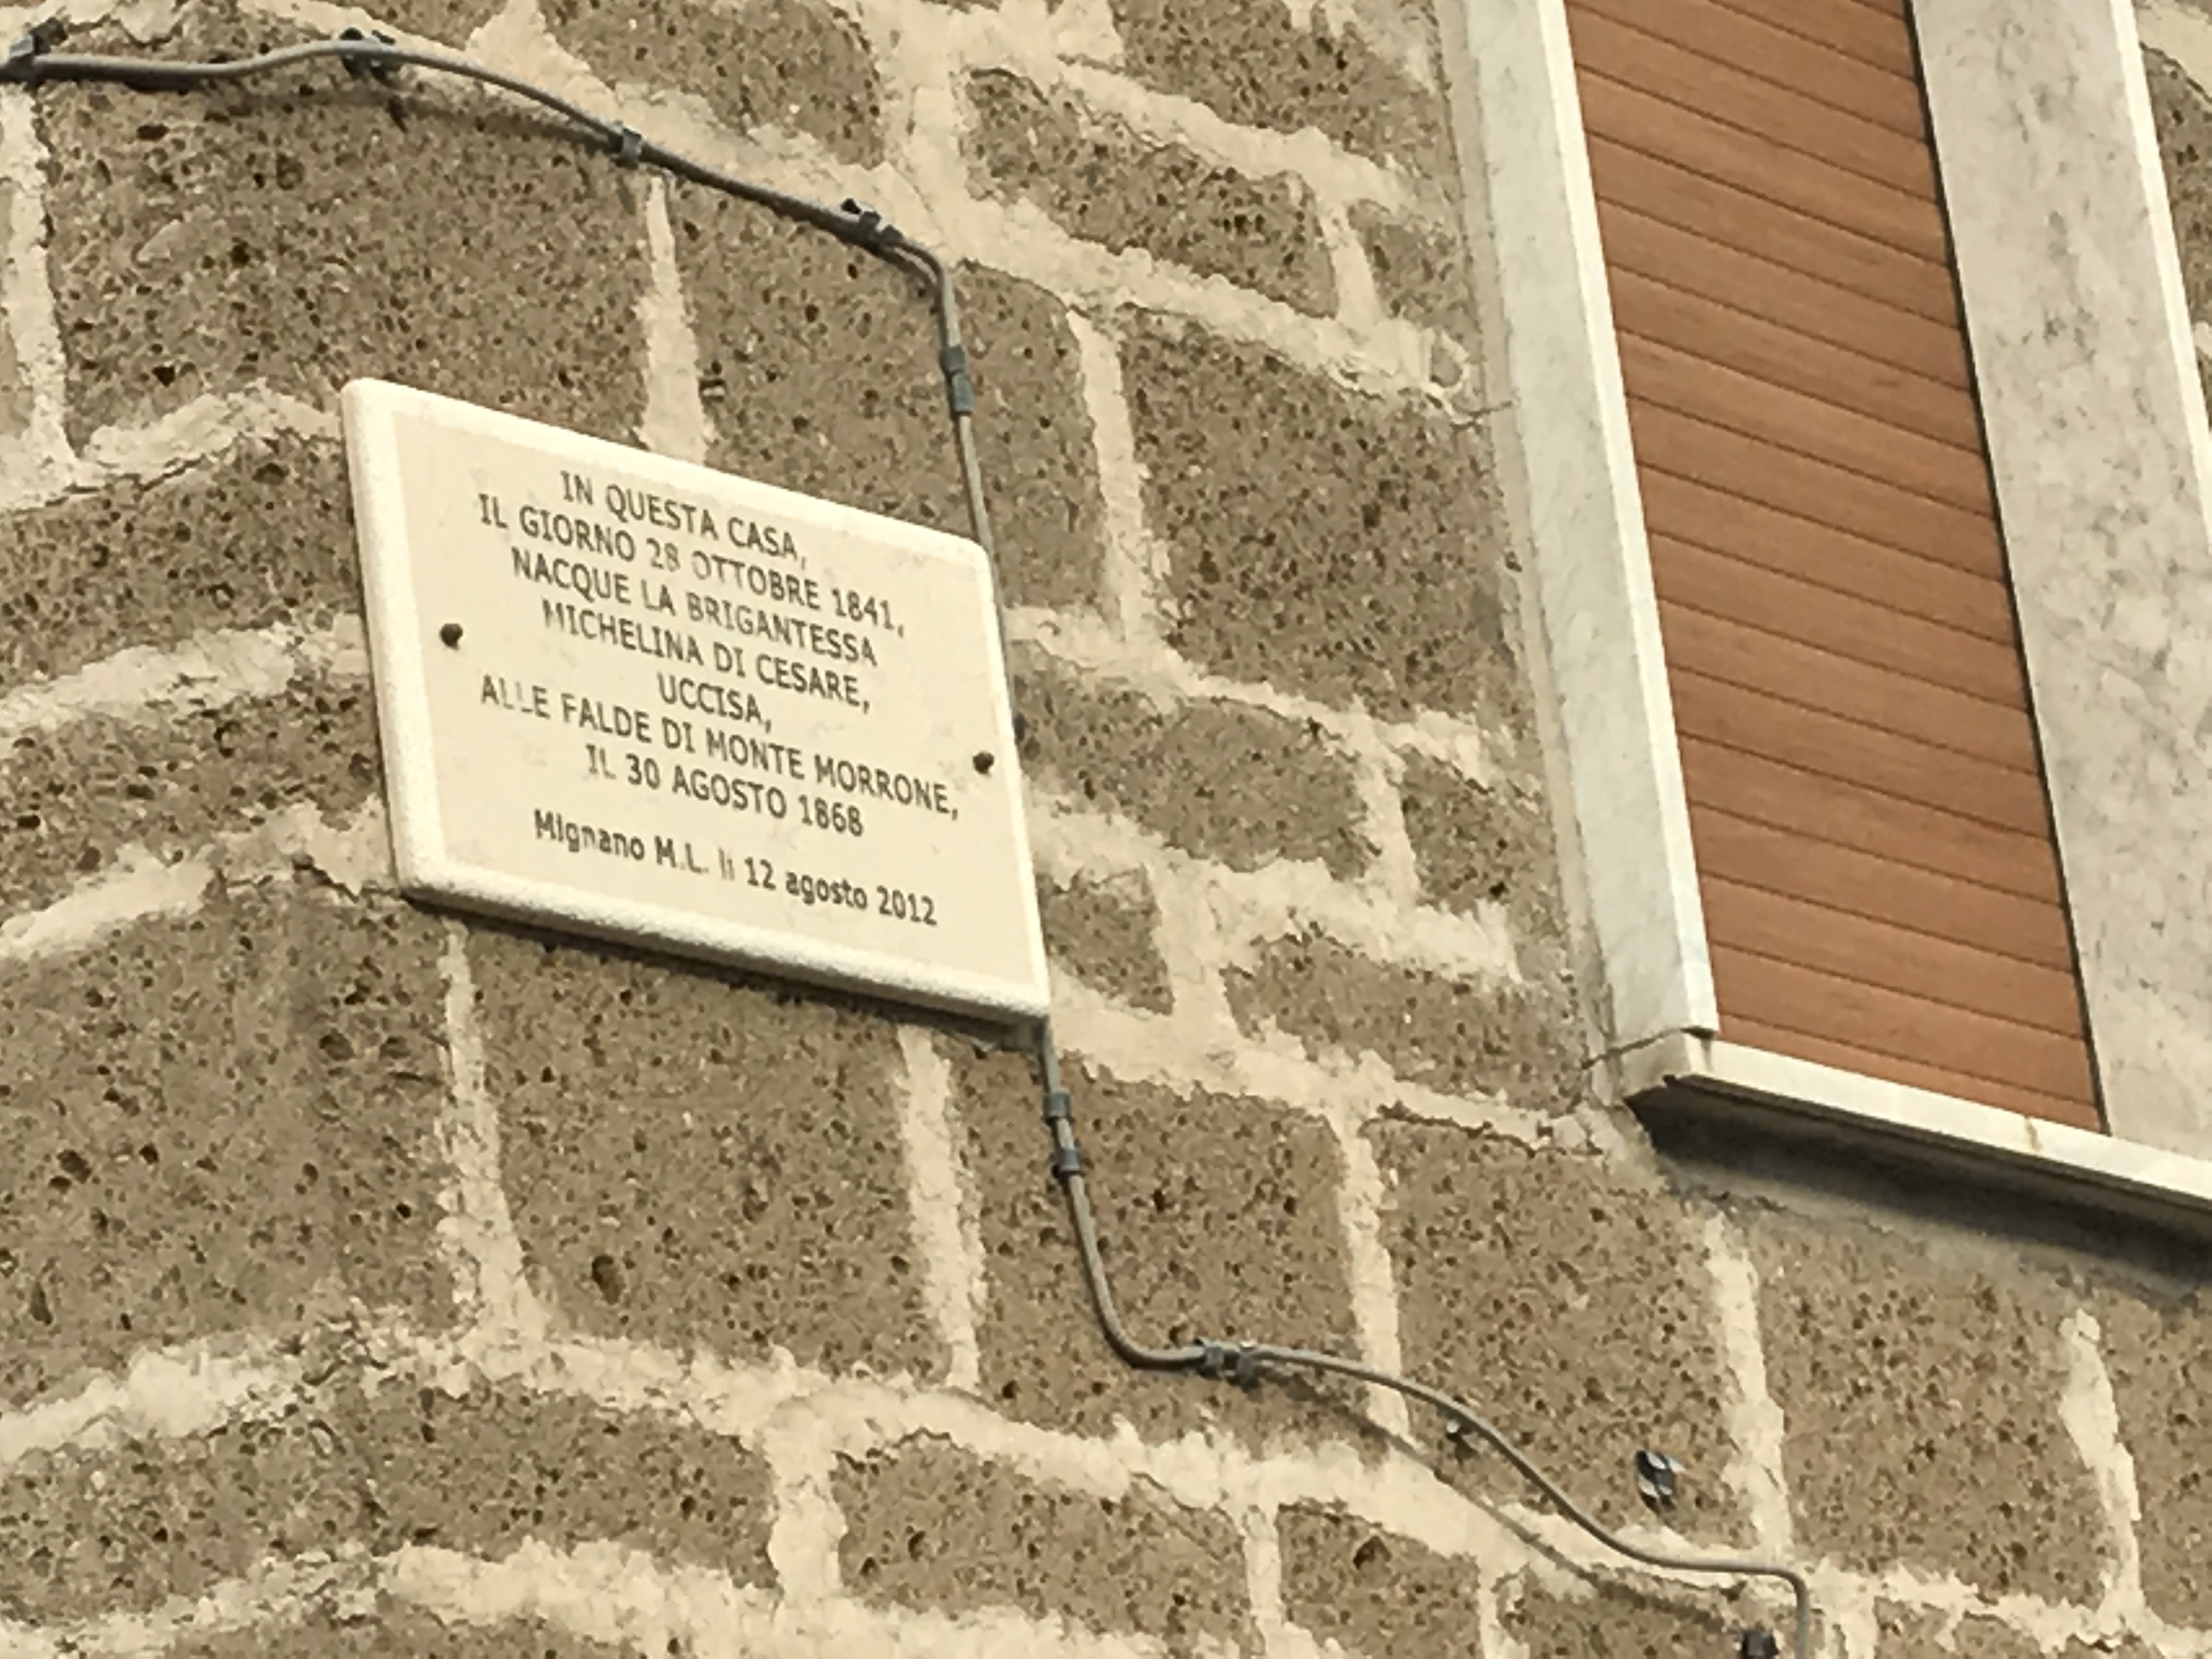 IN QUESTA CASA,
IL GIORNO 28 OTTOBRE 1841,
NACQUE LA BRIGANTESSA
MICHELINA DI CESARE,
UCCISA,
ALLE FALDE DI MONTE MORRONE,
IL 30 AGOSTO 1868
Mignano M.L. lì 12 agosto 2012